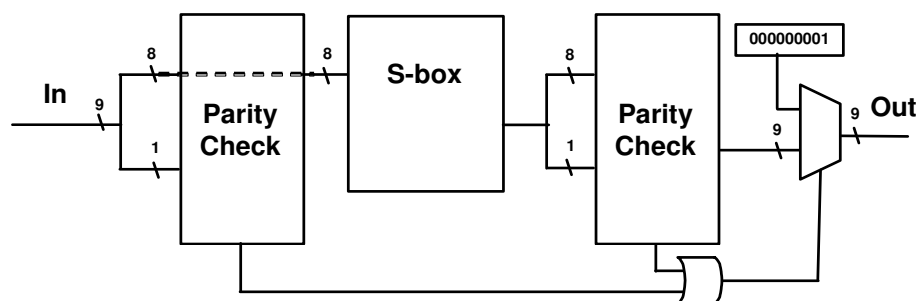 000000001
8
8
S-box
8
In
9
Parity
Check
Parity
Check
9
9
Out
1
1